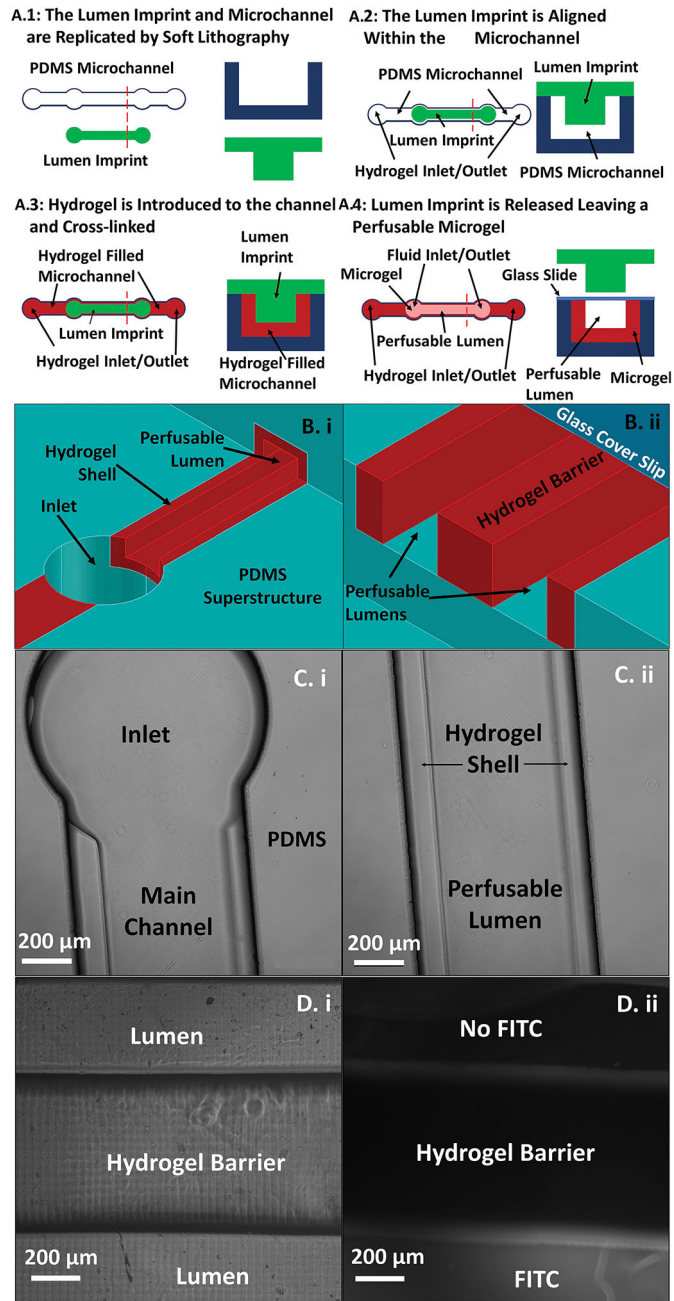 A.1: The Lumen Imprint and Microchannel
are Replicated by Soft Lithography
PDMS Microchannel
Lumen Imprint
A.2: The Lumen Imprint is Aligned
Within the Microchannel
PDMS Microchannel
Lumen Imprint
Hydrogel Inlet/Outlet
Lumen Imprint
PDMS Microchannel
A.3: Hydrogel is Introduced to the channel
and Cross-linked
Hydrogel Filled
Microchannel
Lumen Imprint
Hydrogel Inlet/Outlet
Lumen
Imprint
Hydrogel Filled
Microchannel
A.4: Lumen Imprint is Released Leaving a
Perfusable Microgel
Fluid Inlet/Outlet
Microgel
Perfusable Lumen
Hydrogel Inlet/Outlet
Glass Slide
Perfusable
Lumen
Microgel
B. i
Perfusable
Lumen
Hydrogel
Shell
Inlet
PDMS
Superstructure
B. ii
Glass Cover Slip
Hydrogel Barrier
Perfusable
Lumens
C. i
Inlet
PDMS
Main
Channel
200 μm
C. ii
Hydrogel
Shell
Perfusable
Lumen
200 μm
D. i
Lumen
Hydrogel Barrier
200 μm
Lumen
D. ii
No FITC
Hydrogel Barrier
200 μm
FITC